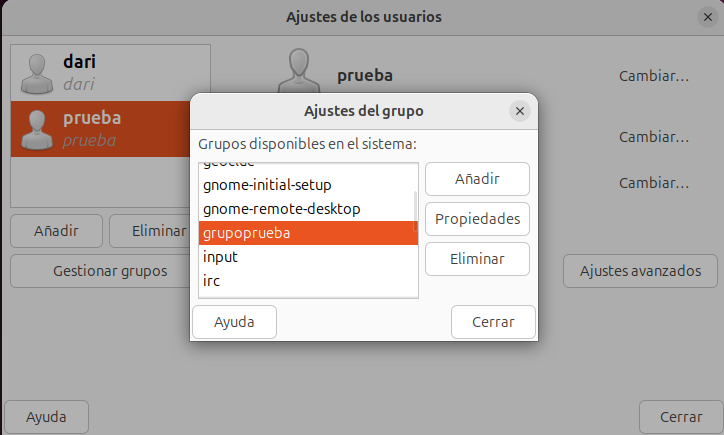 Ajustes de los usuarios
dari
dari
prueba
prueba
prueba
Cambiar...
Cambiar...
Cambiar...
Añadir
Eliminar
Gestionar grupos
Ajustes avanzados
Ajustes del grupo
Grupos disponibles en el sistema:
geoclue
gnome-initial-setup
gnome-remote-desktop
grupoprueba
input
irc
Añadir
Propiedades
Eliminar
Ayuda
Cerrar
Ayuda
Cerrar